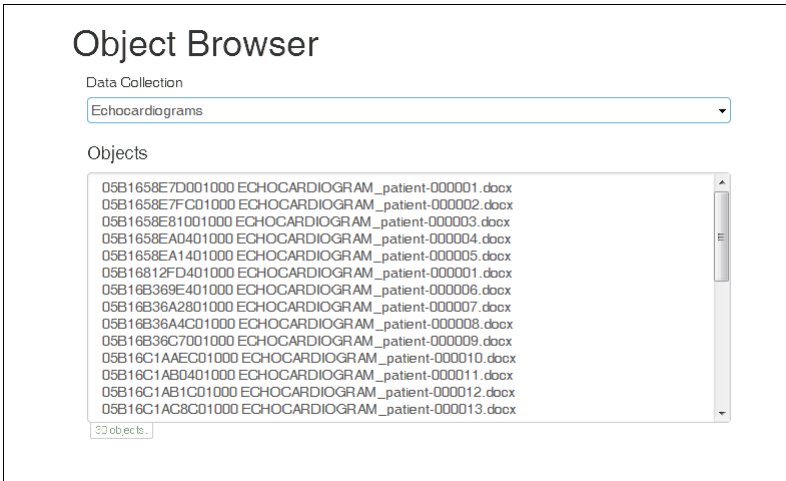 Object Browser
Data Collection
Echocardiograms
Objects
05B1658E7D001000 ECHOCARDIOGRAM_patient-000001.docx
05B1658E7FC01000 ECHOCARDIOGRAM_patient-000002.docx
05B1658E81001000 ECHOCARDIOGRAM_patient-000003.docx
05B1658EA0401000 ECHOCARDIOGRAM_patient-000004.docx
05B1658EA1401000 ECHOCARDIOGRAM_patient-000005.docx
05B16812FD401000 ECHOCARDIOGRAM_patient-000001.docx
05B16B369E401000 ECHOCARDIOGRAM_patient-000006.docx
05B16B36A2801000 ECHOCARDIOGRAM_patient-000007.docx
05B16B36A4C01000 ECHOCARDIOGRAM_patient-000008.docx
05B16B36C7001000 ECHOCARDIOGRAM_patient-000009.docx
05B16C1AAEC01000 ECHOCARDIOGRAM_patient-000010.docx
05B16C1AB0401000 ECHOCARDIOGRAM_patient-000011.docx
05B16C1AB1C01000 ECHOCARDIOGRAM_patient-000012.docx
05B16C1AC8C01000 ECHOCARDIOGRAM_patient-000013.docx
30 objects.